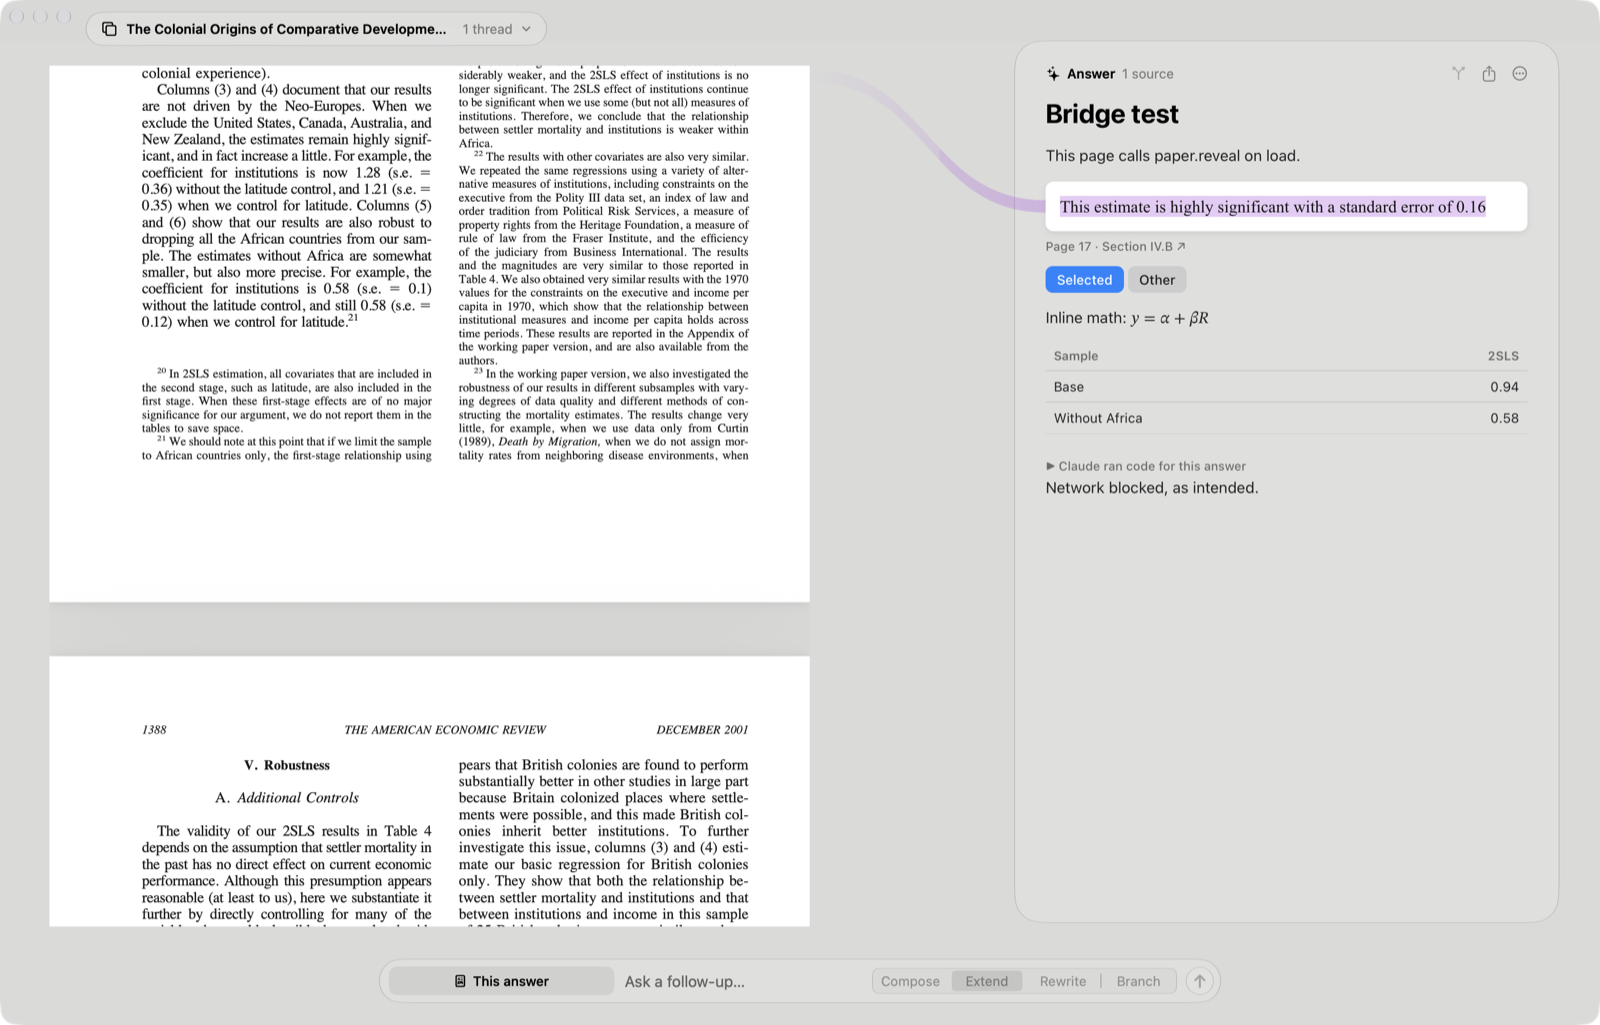 The Colonial Origins of Comparative Developme... 1 thread
colonial experience).
Columns (3) and (4) document that our results
are not driven by the Neo-Europes. When we
exclude the United States, Canada, Australia, and
New Zealand, the estimates remain highly signif-
icant, and in fact increase a little. For example, the
coefficient for institutions is now 1.28 (s.e. =
0.36) without the latitude control, and 1.21 (s.e. =
0.35) when we control for latitude. Columns (5)
and (6) show that our results are also robust to
dropping all the African countries from our sam-
ple. The estimates without Africa are somewhat
smaller, but also more precise. For example, the
coefficient for institutions is 0.58 (s.e. = 0.1)
without the latitude control, and still 0.58 (s.e. =
0.12) when we control for latitude.21
20 In 2SLS estimation, all covariates that are included in
the second stage, such as latitude, are also included in the
first stage. When these first-stage effects are of no major
significance for our argument, we do not report them in the
tables to save space.
21 We should note at this point that if we limit the sample
to African countries only, the first-stage relationship using
siderably weaker, and the 2SLS effect of institutions is no
longer significant. The 2SLS effect of institutions continue
to be significant when we use some (but not all) measures of
institutions. Therefore, we conclude that the relationship
between settler mortality and institutions is weaker within
Africa.
22 The results with other covariates are also very similar.
We repeated the same regressions using a variety of alter-
native measures of institutions, including constraints on the
executive from the Polity III data set, an index of law and
order tradition from Political Risk Services, a measure of
property rights from the Heritage Foundation, a measure of
rule of law from the Fraser Institute, and the efficiency
of the judiciary from Business International. The results
and the magnitudes are very similar to those reported in
Table 4. We also obtained very similar results with the 1970
values for the constraints on the executive and income per
capita in 1970, which show that the relationship between
institutional measures and income per capita holds across
time periods. These results are reported in the Appendix of
the working paper version, and are also available from the
authors.
23 In the working paper version, we also investigated the
robustness of our results in different subsamples with vary-
ing degrees of data quality and different methods of con-
structing the mortality estimates. The results change very
little, for example, when we use data only from Curtin
(1989), Death by Migration, when we do not assign mor-
tality rates from neighboring disease environments, when
1388 THE AMERICAN ECONOMIC REVIEW DECEMBER 2001
V. Robustness
A. Additional Controls
The validity of our 2SLS results in Table 4
depends on the assumption that settler mortality in
the past has no direct effect on current economic
performance. Although this presumption appears
reasonable (at least to us), here we substantiate it
further by directly controlling for many of the
pears that British colonies are found to perform
substantially better in other studies in large part
because Britain colonized places where settle-
ments were possible, and this made British col-
onies inherit better institutions. To further
investigate this issue, columns (3) and (4) esti-
mate our basic regression for British colonies
only. They show that both the relationship be-
tween settler mortality and institutions and that
between institutions and income in this sample
Answer 1 source
Bridge test
This page calls paper.reveal on load.
This estimate is highly significant with a standard error of 0.16
Page 17 · Section IV.B ↗
Selected Other
Inline math: y = α + βR
Sample 2SLS
Base 0.94
Without Africa 0.58
▶ Claude ran code for this answer
Network blocked, as intended.
This answer Ask a follow-up... Compose Extend Rewrite | Branch